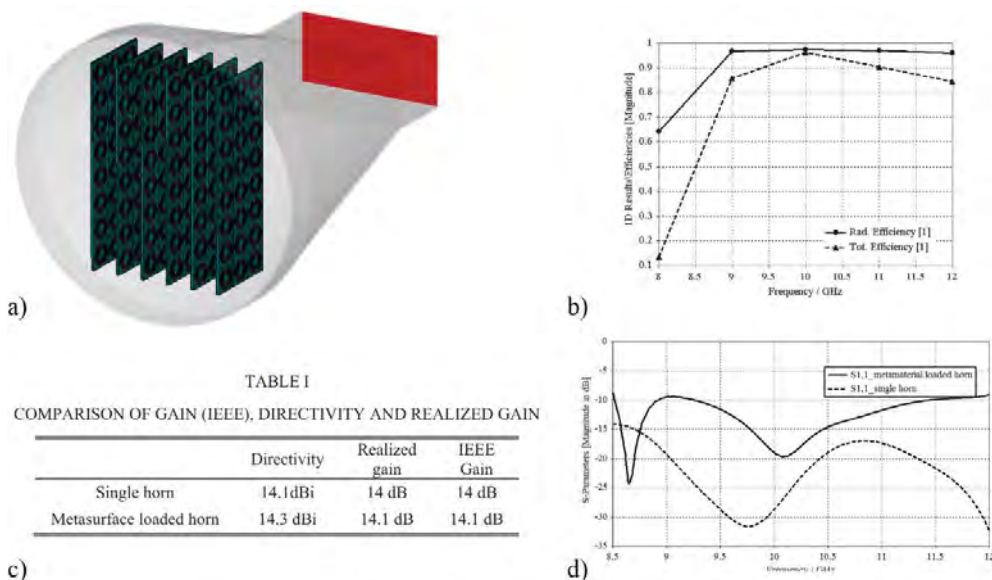 a)
1D Results\Efficiencies [Magnitude]
1
0.9
0.8
0.7
0.6
0.5
0.4
0.3
0.2
0.1
8
8.5
9
9.5
10
10.5
11
11.5
12
Rad. Efficiency [1]
Tot. Efficiency [1]
Frequency / GHz
b)
TABLE I
COMPARISON OF GAIN (IEEE), DIRECTIVITY AND REALIZED GAIN
Directivity Realized gain IEEE Gain
Single horn 14.1dBi 14 dB 14 dB
Metasurface loaded horn 14.3 dBi 14.1 dB 14.1 dB
c)
S-Parameters [Magnitude in dB]
0
-5
-10
-15
-20
-25
-30
-35
8.5
9
9.5
10
10.5
11
11.5
12
S1,1_metamaterial loaded horn
S1,1_single horn
Frequency / GHz
d)